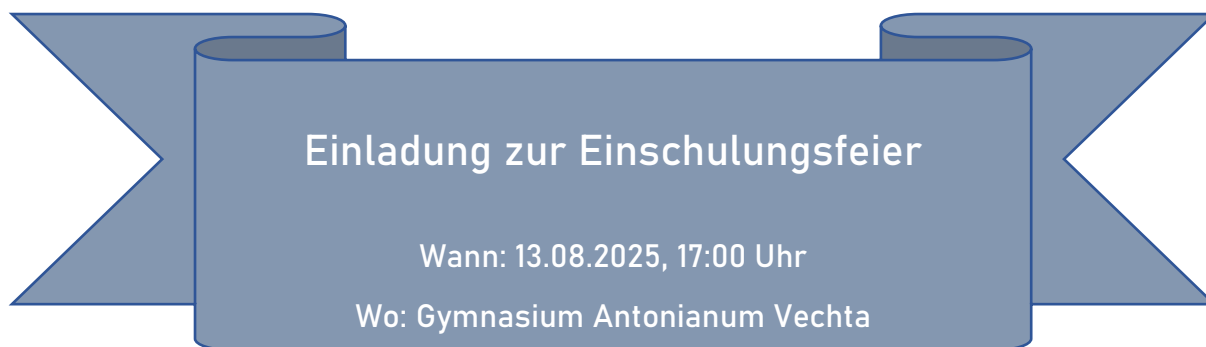 Einladung zur Einschulungsfeier
Wann: 13.08.2025, 17:00 Uhr
Wo: Gymnasium Antonianum Vechta